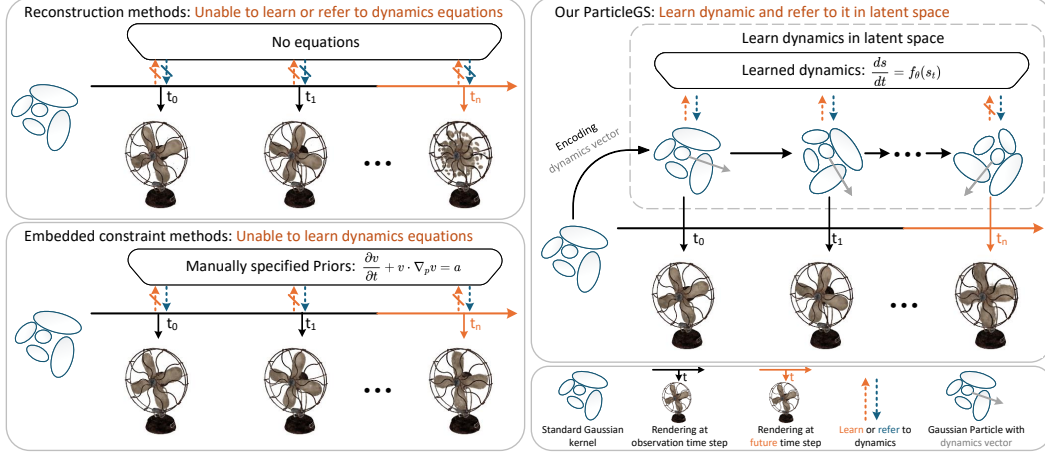 Reconstruction methods: Unable to learn or refer to dynamics equations
No equations
t₀
t₁
tₙ
Embedded constraint methods: Unable to learn dynamics equations
Manually specified Priors: ∂v/∂t + v · ∇ₚv = a
t₀
t₁
tₙ
Our ParticleGS: Learn dynamic and refer to it in latent space
Learn dynamics in latent space
Learned dynamics: ds/dt = f_θ(s_t)
Encoding
dynamics vector
t₀
t₁
tₙ
t
t
Standard Gaussian
kernel
Rendering at
observation time step
Rendering at
future time step
Learn or refer to
dynamics
Gaussian Particle with
dynamics vector